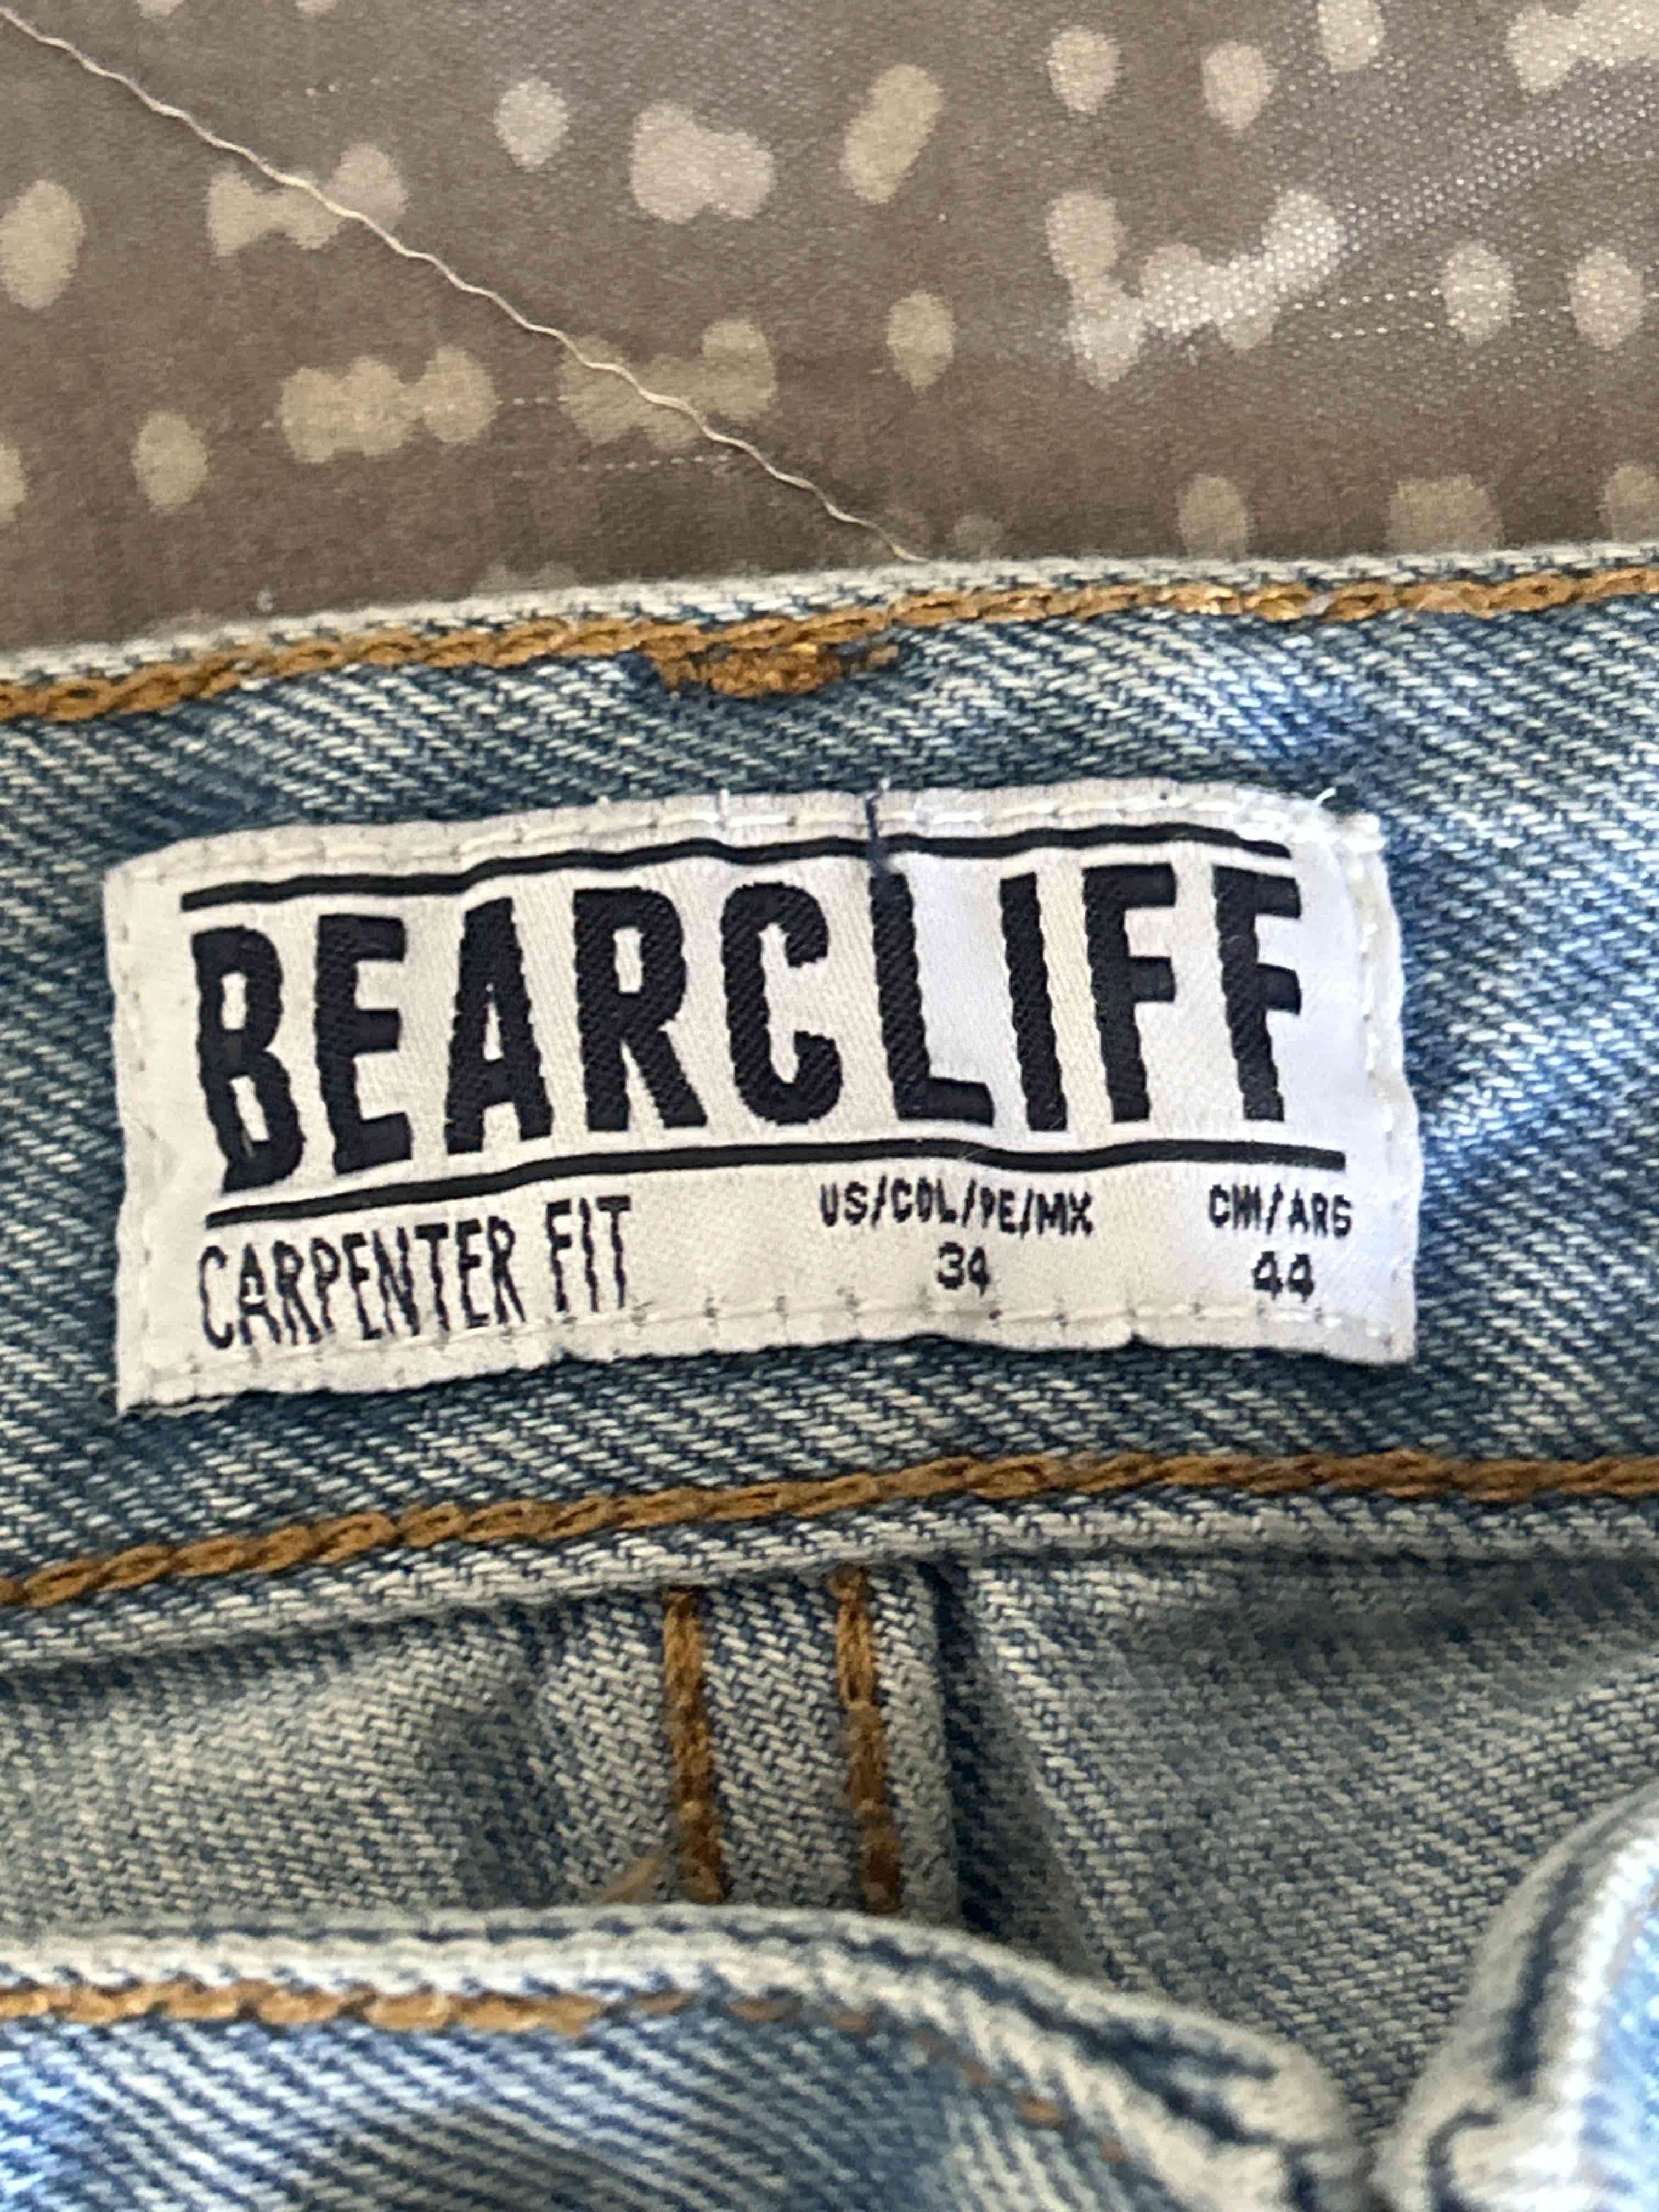 BEARCLIFF
CARPENTER FIT US/COL/PE/MX CHI/ARG
34 44